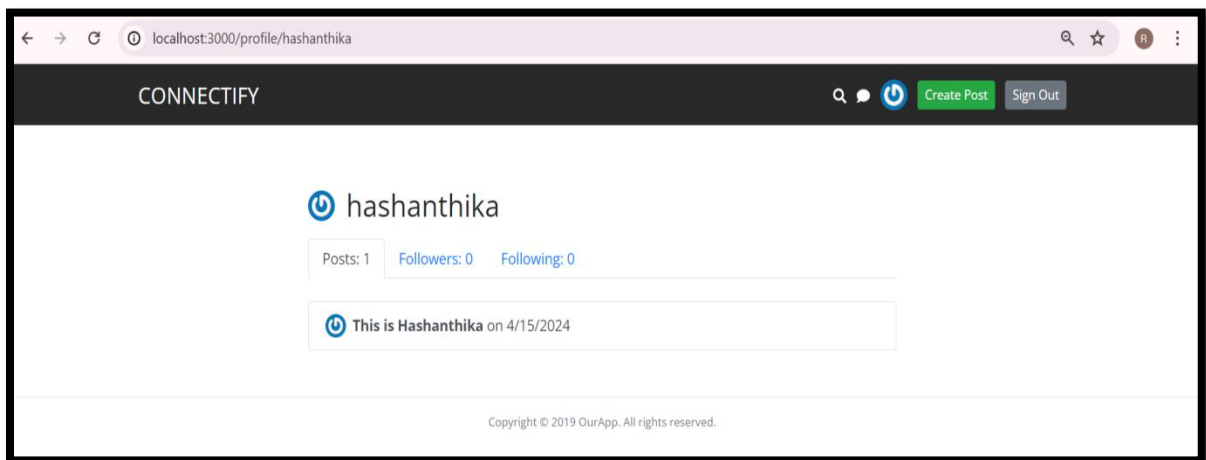 localhost:3000/profile/hashanthika
R
CONNECTIFY
Create Post
Sign Out
hashanthika
Posts: 1
Followers: 0
Following: 0
This is Hashanthika on 4/15/2024
Copyright © 2019 OurApp. All rights reserved.